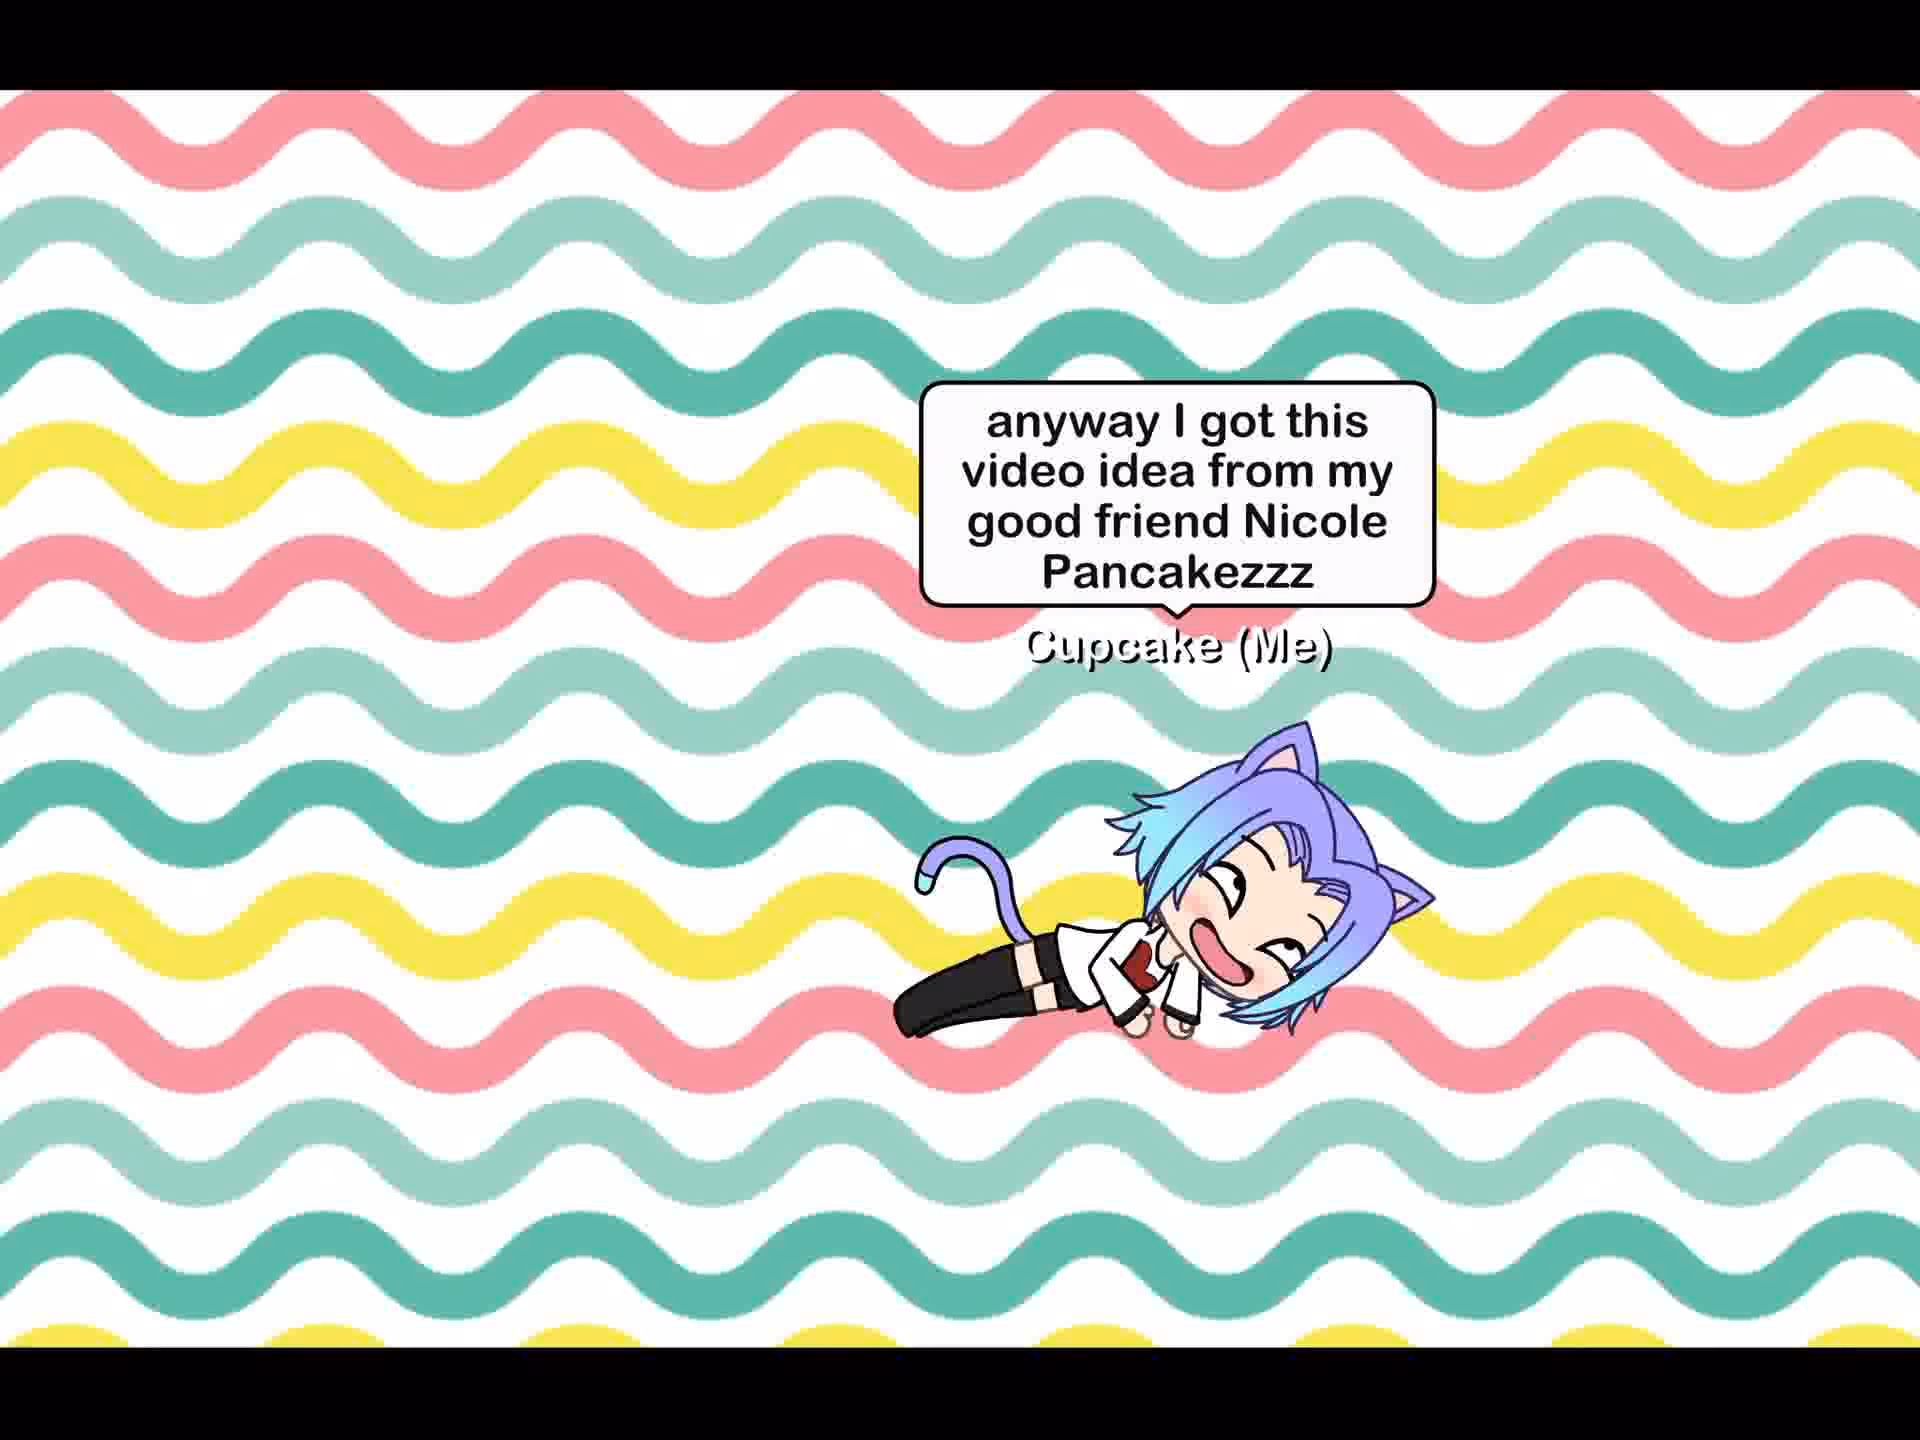 anyway I got this
video idea from my
good friend Nicole
Pancakezzz
Cupcake (Me)